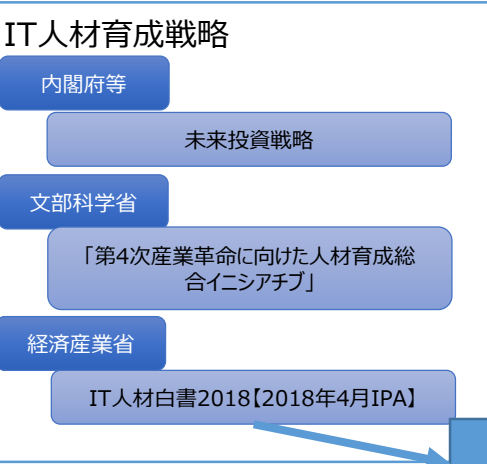 IT人材育成戦略
内閣府等
未来投資戦略
文部科学省
「第4次産業革命に向けた人材育成総
合イニシアチブ」
経済産業省
IT人材白書2018【2018年4月IPA】